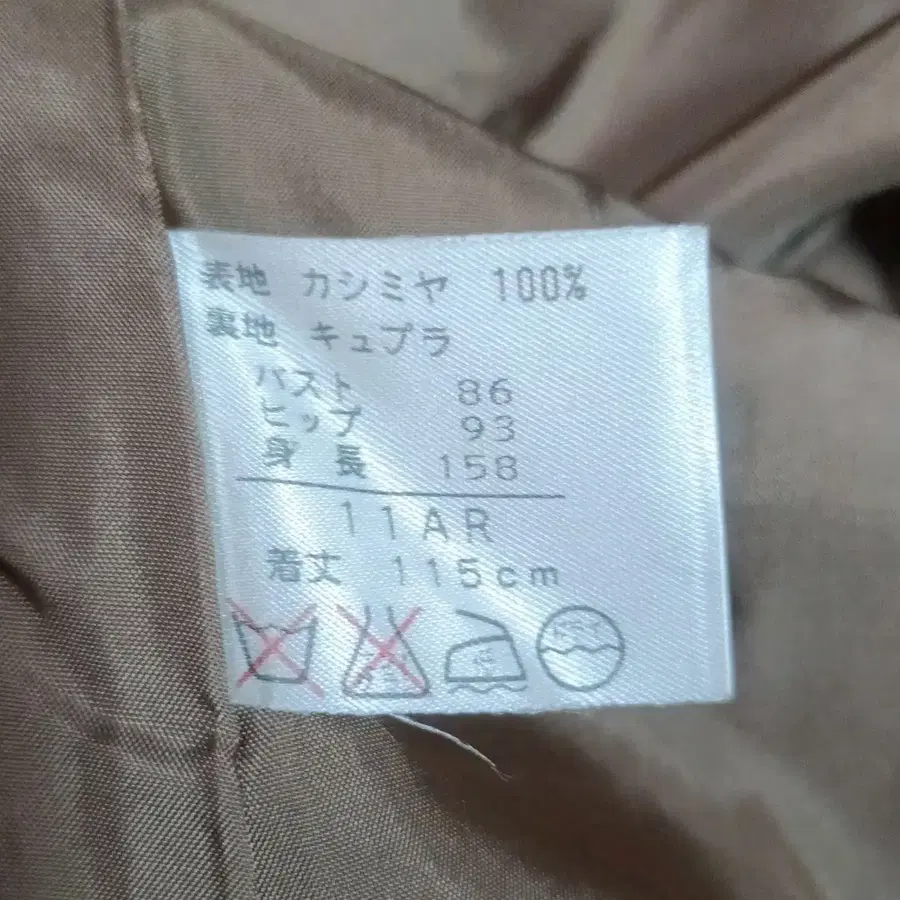 表地 カシミヤ 100%
裏地 キュプラ
バスト 86
ヒップ 93
身長 158
11AR
着丈 115cm